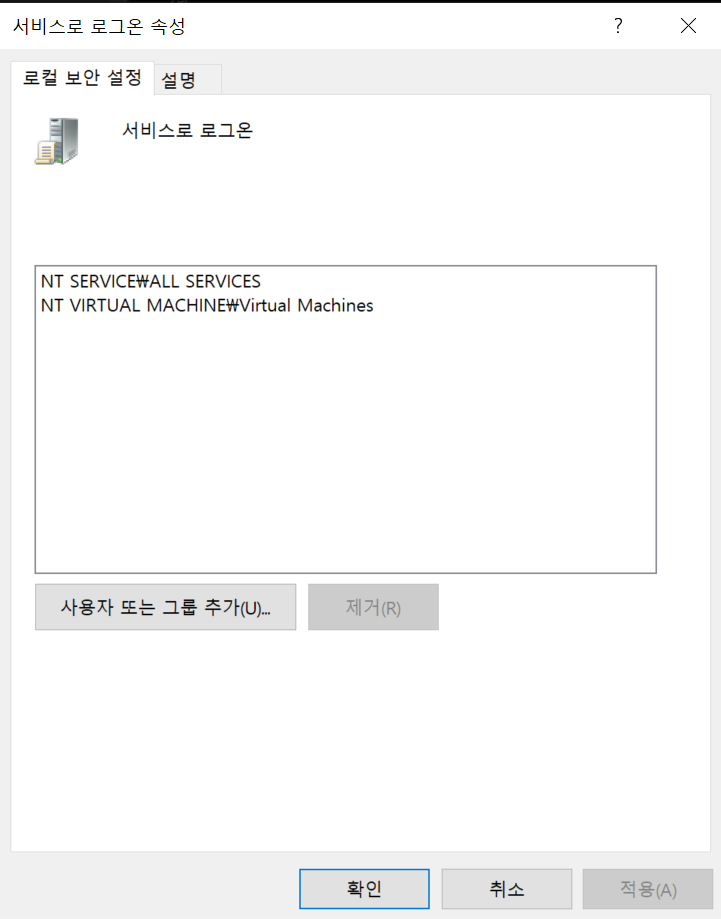 서비스로 로그온 속성
?
로컬 보안 설정
설명
서비스로 로그온
NT SERVICE₩ALL SERVICES
NT VIRTUAL MACHINE₩Virtual Machines
사용자 또는 그룹 추가(U)...
제거(R)
확인
취소
적용(A)